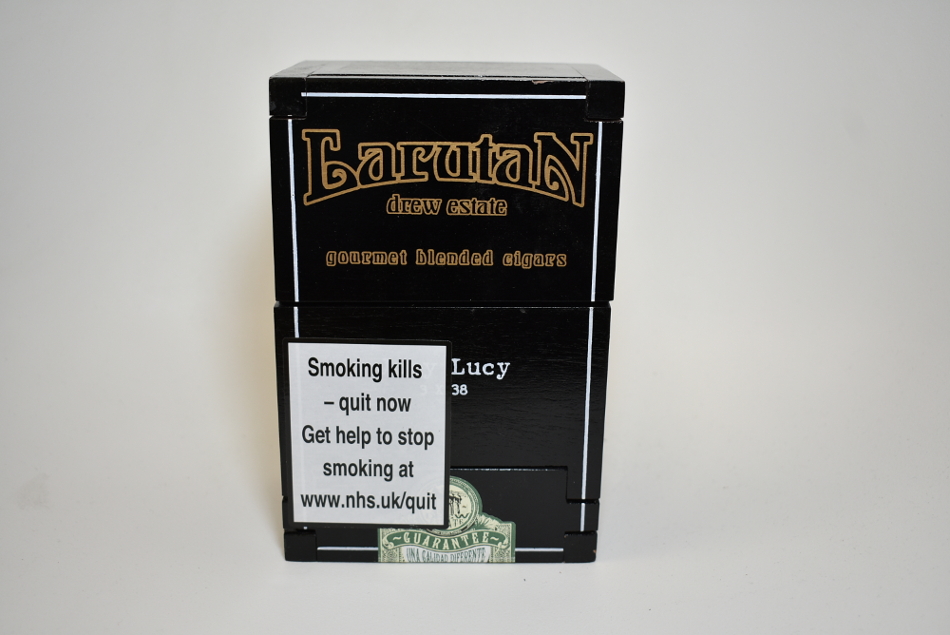 LarutaN
drew estate
gourmet blended cigars
Lucy
38
Smoking kills
– quit now
Get help to stop
smoking at
www.nhs.uk/quit
GUARANTEE
UNA CALIDAD DIFERENTE